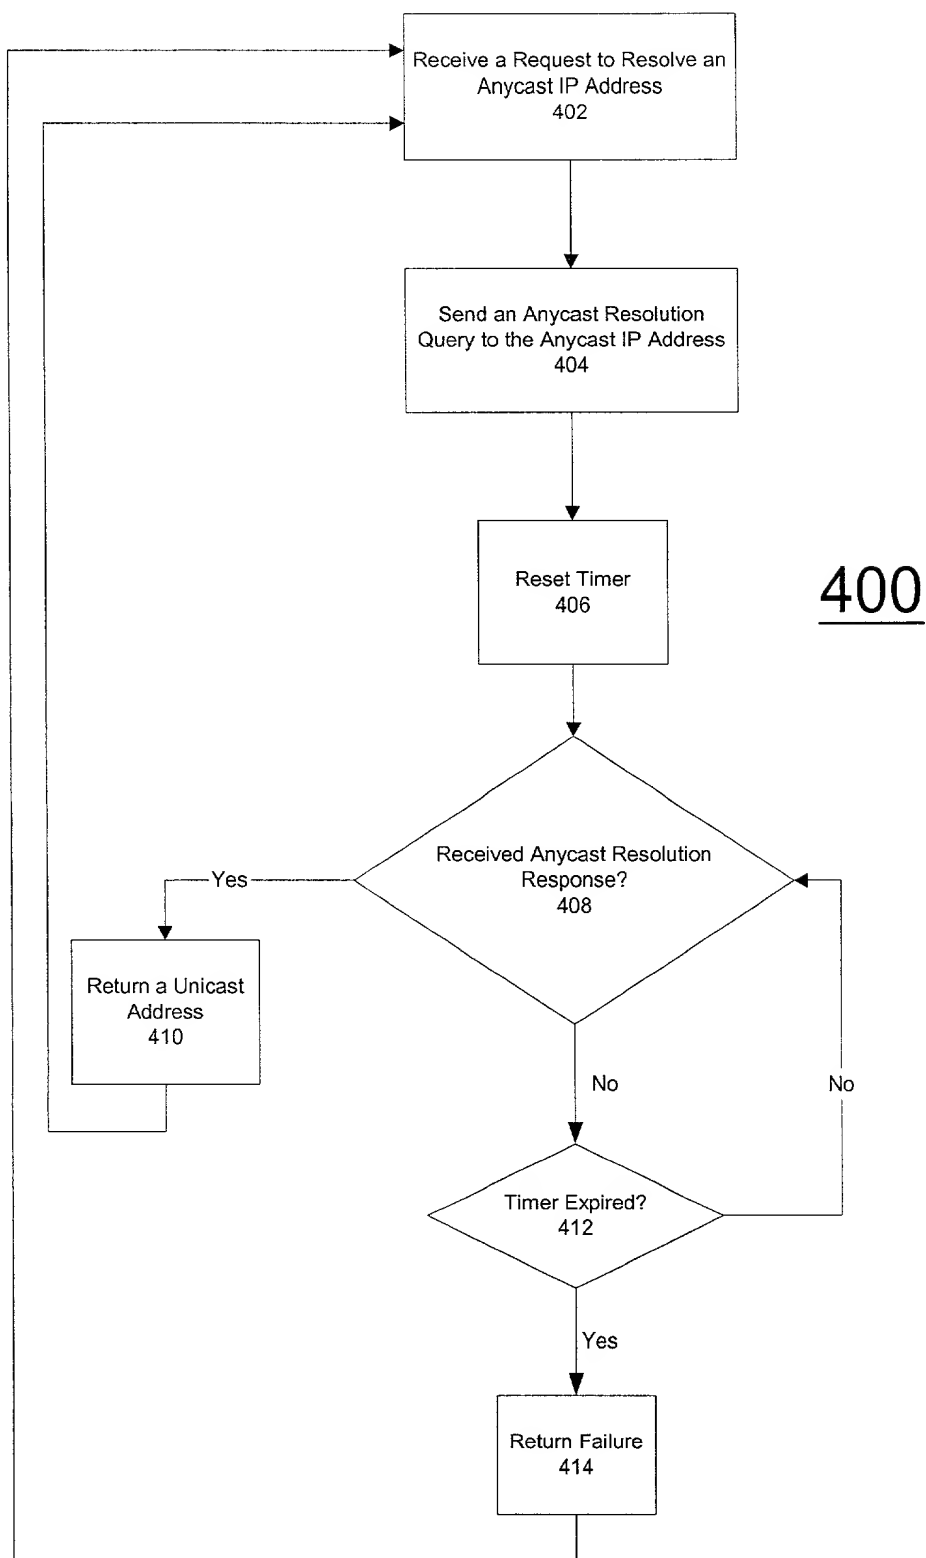 Receive a Request to Resolve an
Anycast IP Address
402
Send an Anycast Resolution
Query to the Anycast IP Address
404
Reset Timer
406
400
Received Anycast Resolution
Response?
408
Yes
Return a Unicast
Address
410
No
No
Timer Expired?
412
Yes
Return Failure
414